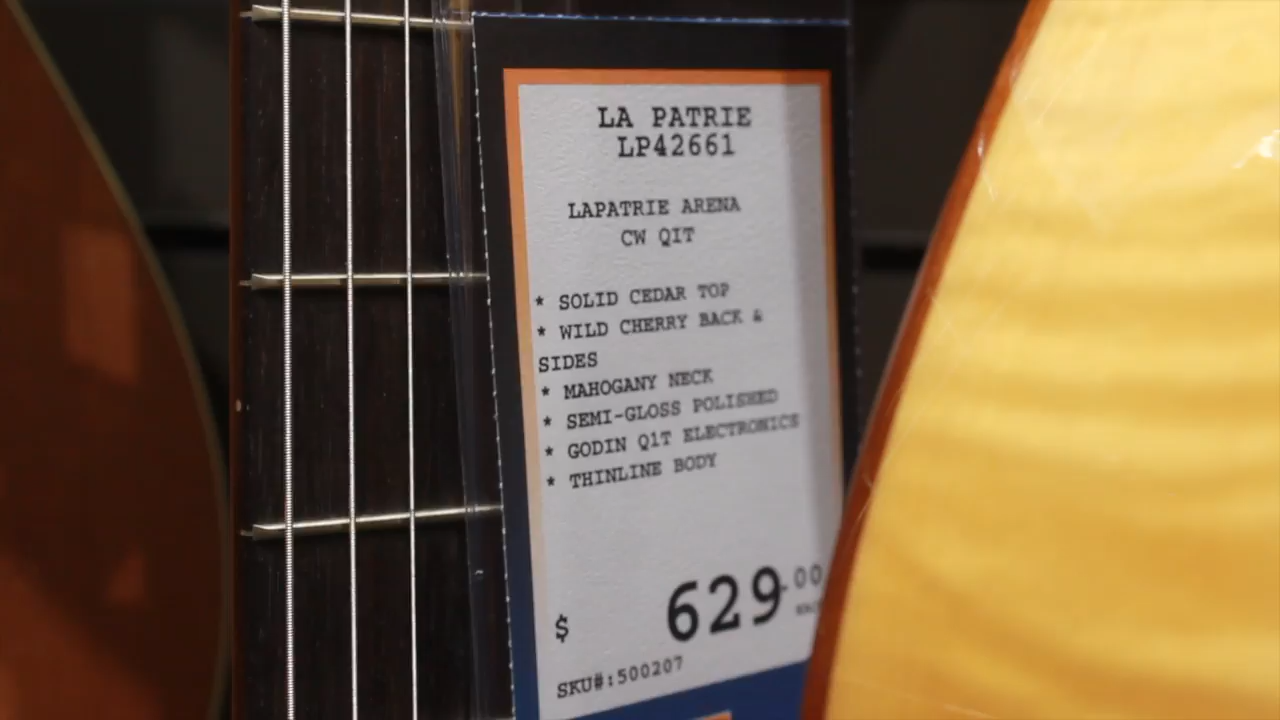 LA PATRIE
LP42661
LAPATRIE ARENA
CW QIT
* SOLID CEDAR TOP
* WILD CHERRY BACK &
SIDES
* MAHOGANY NECK
* SEMI-GLOSS POLISHED
* GODIN Q1T ELECTRONICS
* THINLINE BODY
$ 629.00
SKU#:500207